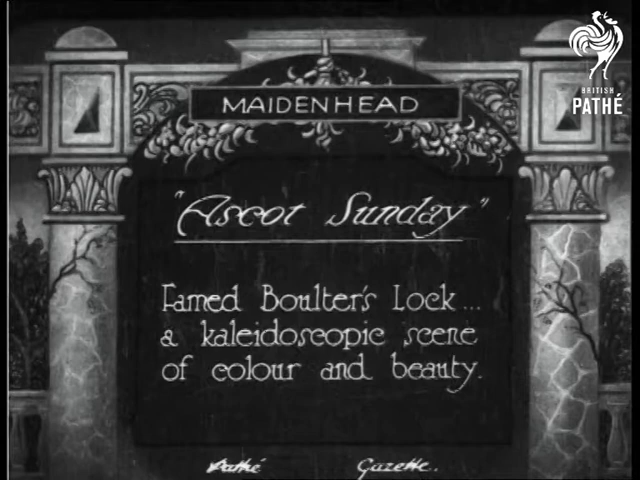 BRITISH
PATHÉ
MAIDENHEAD
"Ascot Sunday"
Famed Boulter's Lock...
a kaleidoscopic scene
of colour and beauty.
Pathé Gazette.